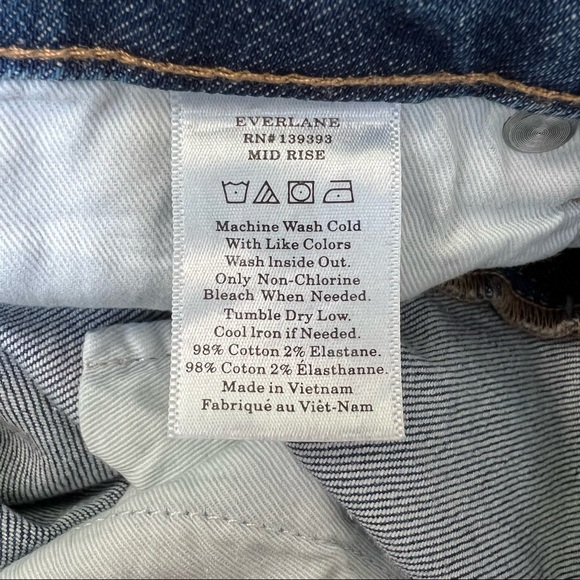 EVERLANE
RN# 139393
MID RISE
Machine Wash Cold
With Like Colors
Wash Inside Out.
Only Non-Chlorine
Bleach When Needed.
Tumble Dry Low.
Cool Iron if Needed.
98% Cotton 2% Elastane.
98% Cotton 2% Elasthanne.
Made in Vietnam
Fabriqué au Viêt-Nam